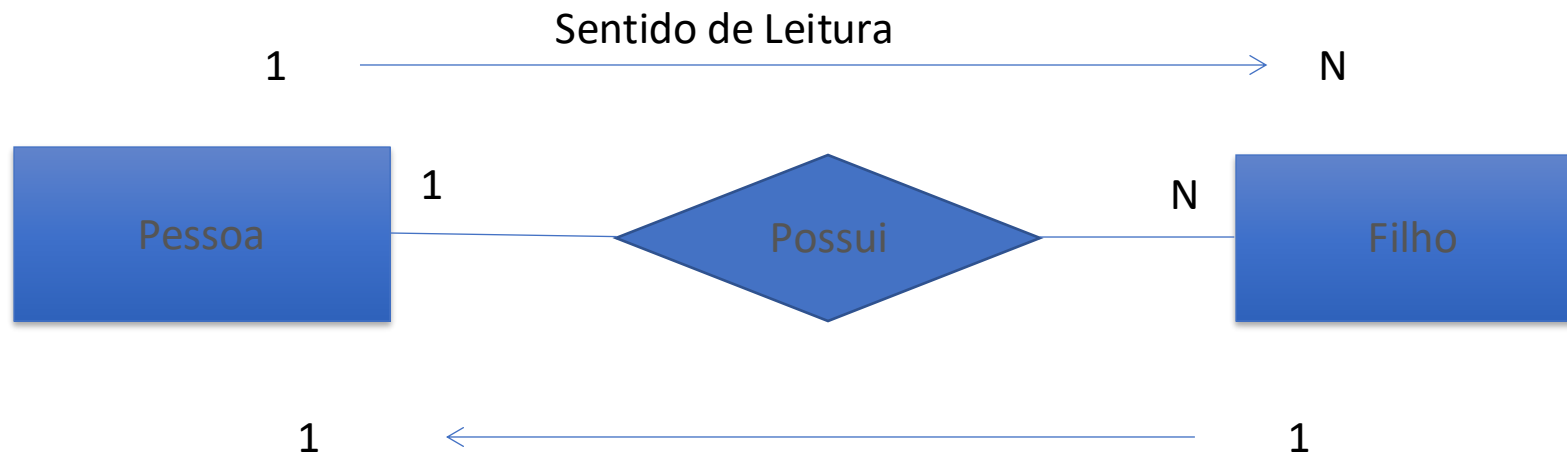 Sentido de Leitura
1
N
1
N
Pessoa
Possui
Filho
1
1